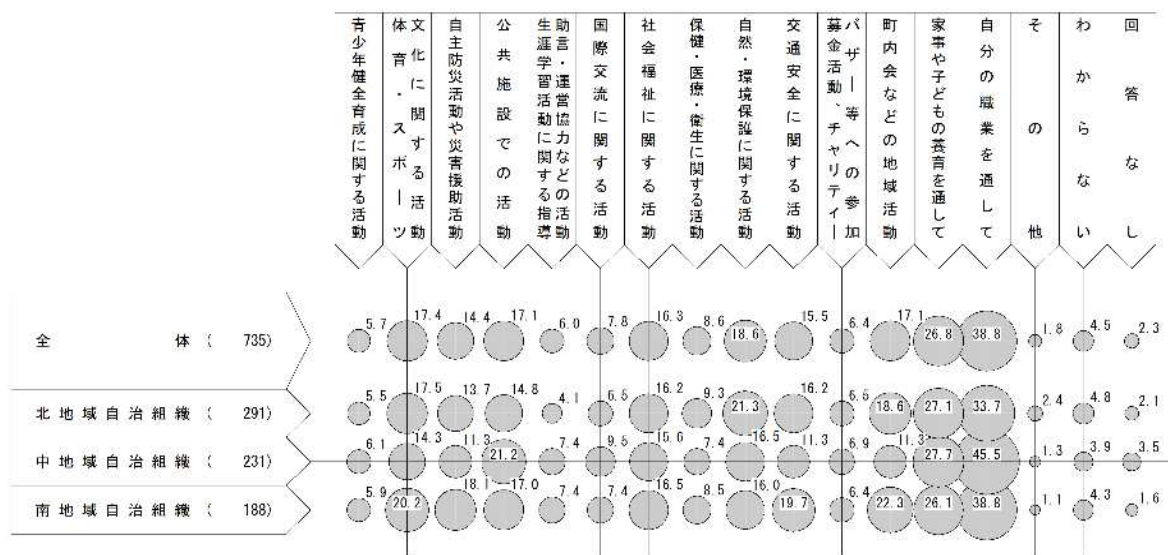 青少年健全育成に関する活動
体育・スポーツ
文化に関する活動
自主防災活動や災害援助活動
公共施設での活動
生涯学習活動に関する指導
助言・運営協力などの活動
国際交流に関する活動
社会福祉に関する活動
保健・医療・衛生に関する活動
自然・環境保護に関する活動
交通安全に関する活動
募金活動、チャリティー
バザー等への参加
町内会などの地域活動
家事や子どもの養育を通して
自分の職業を通して
その他
わからない
回答なし
全体 ( 735) 5.7 17.4 14.4 17.1 6.0 7.8 16.3 8.6 18.6 15.5 6.4 17.1 26.8 38.8 1.8 4.5 2.3
北地域自治組織 ( 291) 5.5 17.5 13.7 14.8 4.1 6.5 16.2 9.3 21.3 16.2 6.5 18.6 27.1 33.7 2.4 4.8 2.1
中地域自治組織 ( 231) 6.1 14.3 11.3 21.2 7.4 9.5 15.6 7.4 16.5 11.3 6.9 11.3 27.7 45.5 1.3 3.9 3.5
南地域自治組織 ( 188) 5.9 20.2 18.1 17.0 7.4 7.4 16.5 8.5 16.0 19.7 6.4 22.3 26.1 38.8 1.1 4.3 1.6